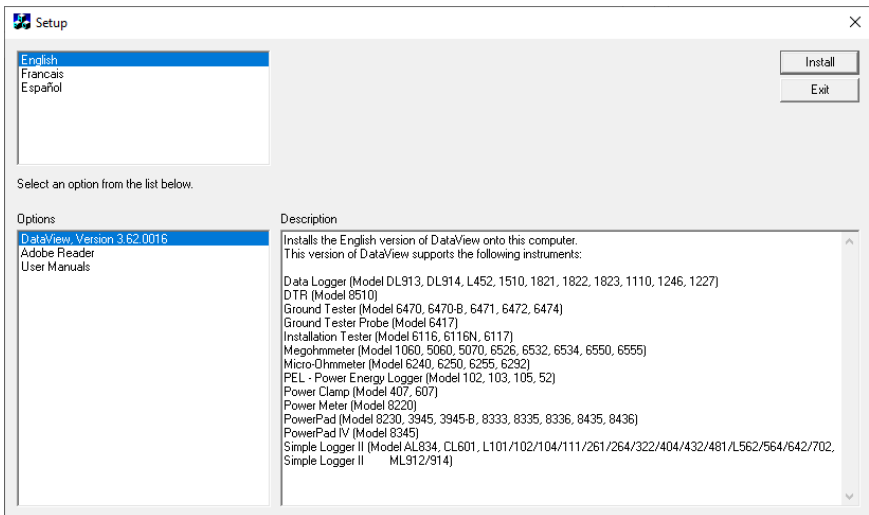 Setup
English
Francais
Español
Install
Exit
Select an option from the list below.
Options
DataView, Version 3.62.0016
Adobe Reader
User Manuals
Description
Installs the English version of DataView onto this computer.
This version of DataView supports the following instruments:
Data Logger (Model DL913, DL914, L452, 1510, 1821, 1822, 1823, 1110, 1246, 1227)
DTR (Model 8510)
Ground Tester (Model 6470, 6470-B, 6471, 6472, 6474)
Ground Tester Probe (Model 6417)
Installation Tester (Model 6116, 6116N, 6117)
Megohmmeter (Model 1060, 5060, 5070, 6526, 6532, 6534, 6550, 6555)
Micro-Ohmmeter (Model 6240, 6250, 6255, 6292)
PEL - Power Energy Logger (Model 102, 103, 105, 52)
Power Clamp (Model 407, 607)
Power Meter (Model 8220)
PowerPad (Model 8230, 3945, 3945-B, 8333, 8335, 8336, 8435, 8436)
PowerPad IV (Model 8345)
Simple Logger II (Model AL834, CL601, L101/102/104/111/261/264/322/404/432/481/L562/564/642/702,
Simple Logger II ML912/914)